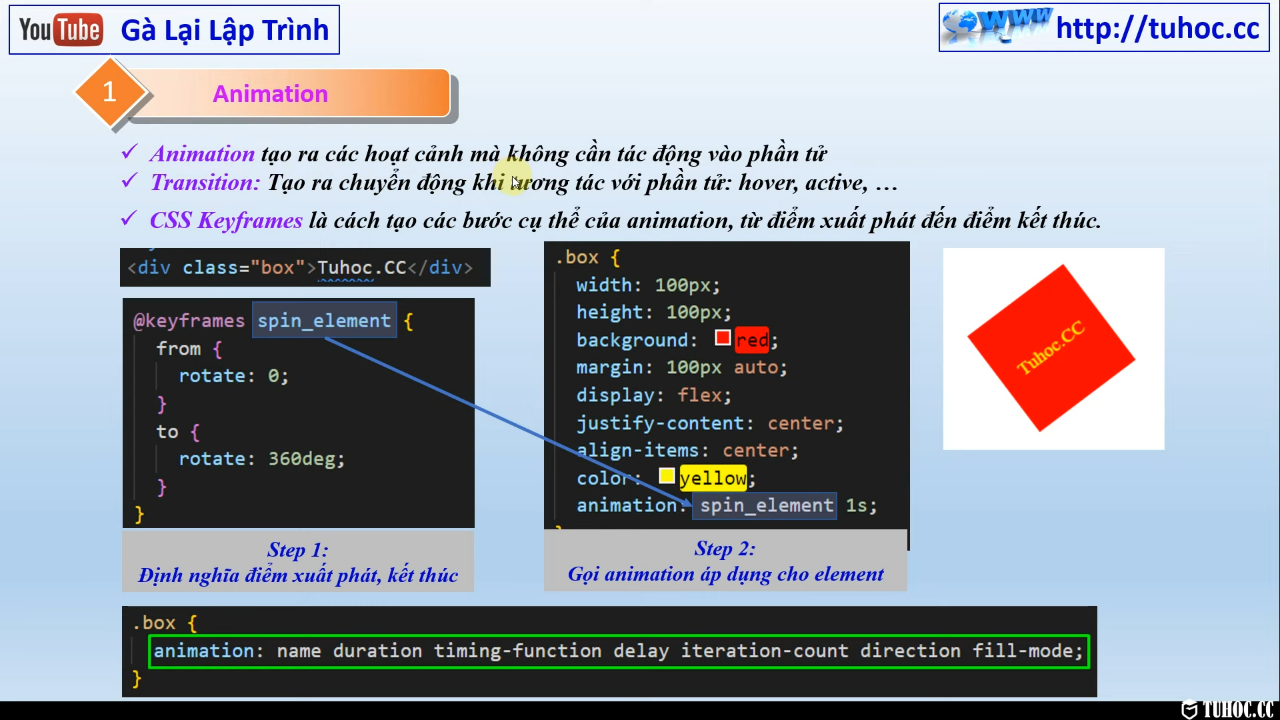 YouTube Gà Lại Lập Trình
WWW http://tuhoc.cc
1 Animation
Animation tạo ra các hoạt cảnh mà không cần tác động vào phần tử
Transition: Tạo ra chuyển động khi tương tác với phần tử: hover, active, …
CSS Keyframes là cách tạo các bước cụ thể của animation, từ điểm xuất phát đến điểm kết thúc.
<div class="box">Tuhoc.CC</div>
@keyframes spin_element {
from {
rotate: 0;
}
to {
rotate: 360deg;
}
}
Step 1:
Định nghĩa điểm xuất phát, kết thúc
.box {
width: 100px;
height: 100px;
background: red;
margin: 100px auto;
display: flex;
justify-content: center;
align-items: center;
color: yellow;
animation: spin_element 1s;
Step 2:
Gọi animation áp dụng cho element
Tuhoc.CC
.box {
animation: name duration timing-function delay iteration-count direction fill-mode;
}
TUHOC.CC